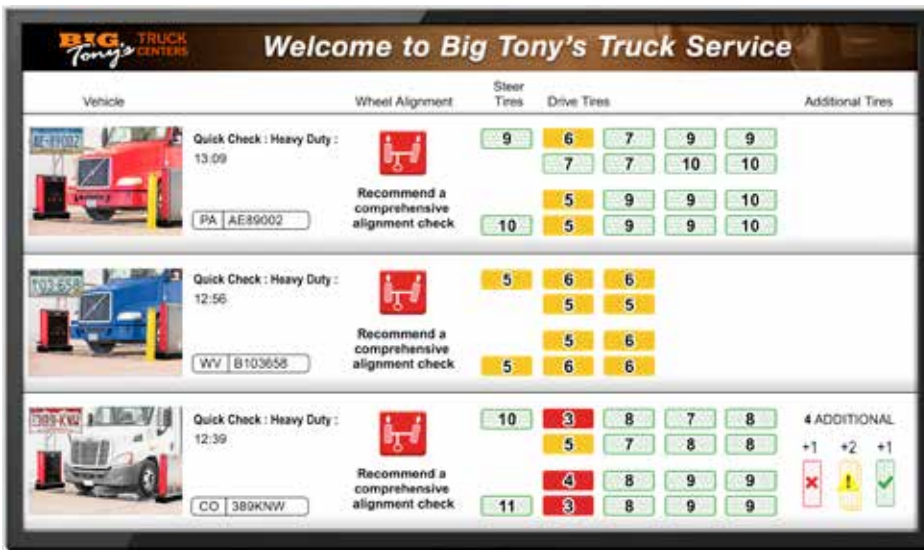 BIG Tony's TRUCK CENTERS
Welcome to Big Tony's Truck Service
Vehicle
Wheel Alignment
Steer Tires
Drive Tires
Additional Tires
AE-89002
Quick Check : Heavy Duty :
13:09
PA AE89002
Recommend a
comprehensive
alignment check
9 6 7 9 9
7 7 10 10
5 9 9 10
10 5 9 9 10
Quick Check : Heavy Duty :
12:56
WV B103658
Recommend a
comprehensive
alignment check
5 6 6
5 5
5 6
5 6 6
389-KNW
Quick Check : Heavy Duty :
12:39
CO 389KNW
Recommend a
comprehensive
alignment check
10 3 8 7 8
5 7 8 8
4 8 9 9
11 3 8 9 9
4 ADDITIONAL
+1 +2 +1
!